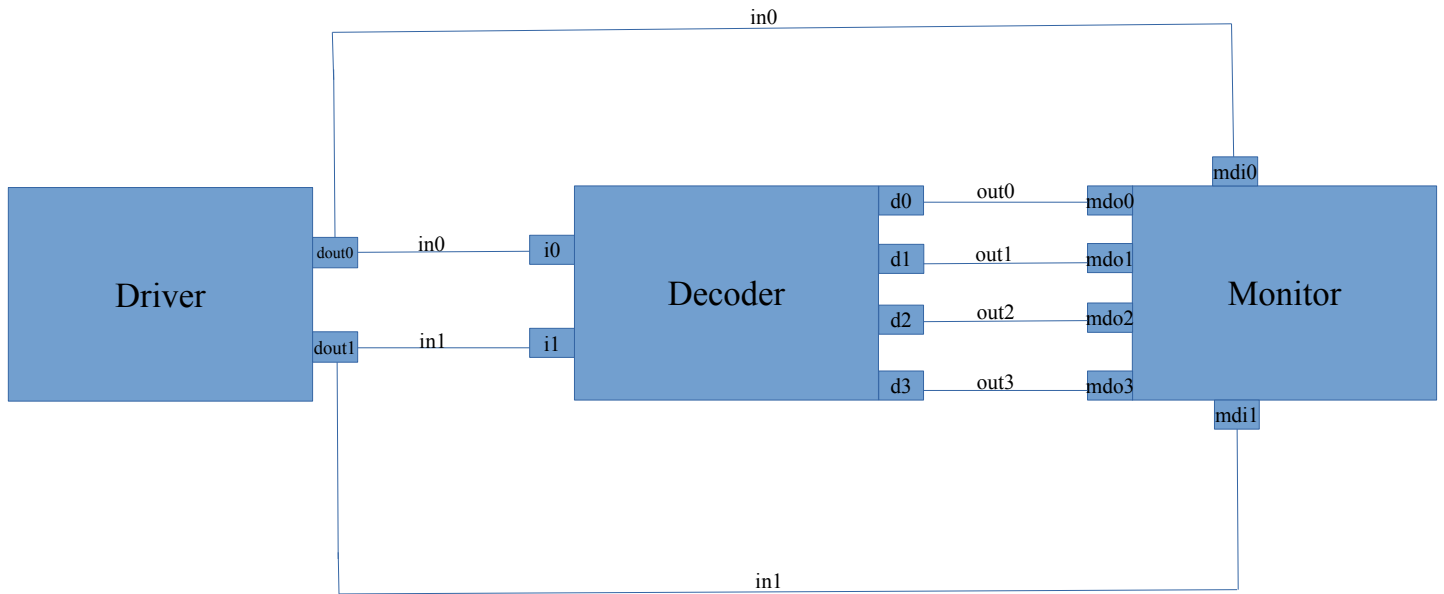 in0
mdi0
d0
out0
mdo0
dout0
in0
i0
d1
out1
mdo1
Driver
Decoder
Monitor
d2
out2
mdo2
dout1
in1
i1
d3
out3
mdo3
mdi1
in1